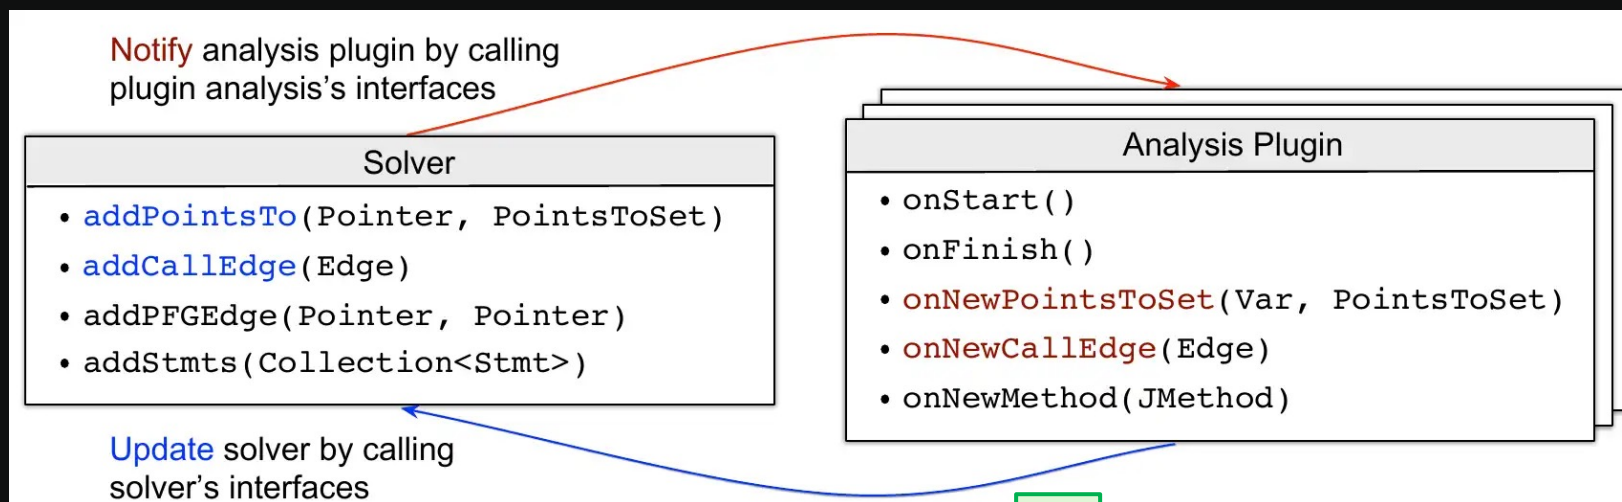 Notify analysis plugin by calling
plugin analysis's interfaces
Solver
• addPointsTo(Pointer, PointsToSet)
• addCallEdge(Edge)
• addPFGEdge(Pointer, Pointer)
• addStmts(Collection<Stmt>)
Analysis Plugin
• onStart()
• onFinish()
• onNewPointsToSet(Var, PointsToSet)
• onNewCallEdge(Edge)
• onNewMethod(JMethod)
Update solver by calling
solver's interfaces